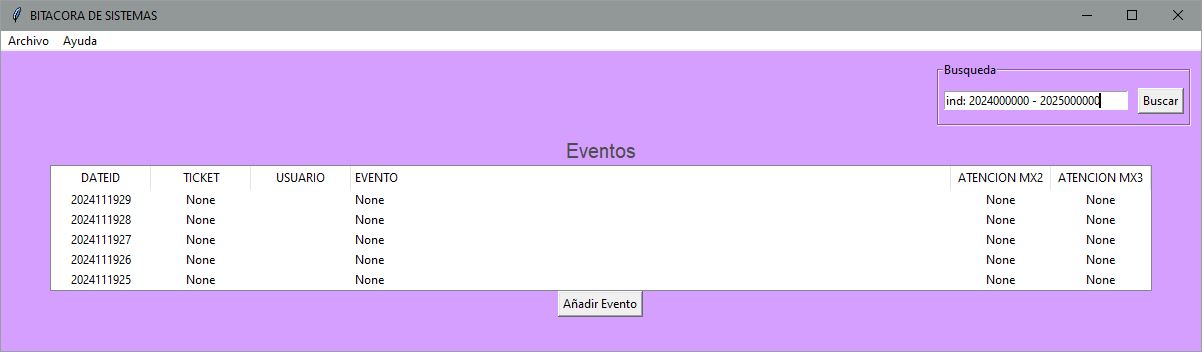 BITACORA DE SISTEMAS
Archivo Ayuda
Busqueda
ind: 2024000000 - 2025000000 Buscar
Eventos
DATEID TICKET USUARIO EVENTO ATENCION MX2 ATENCION MX3
2024111929 None None None None
2024111928 None None None None
2024111927 None None None None
2024111926 None None None None
2024111925 None None None None
Añadir Evento